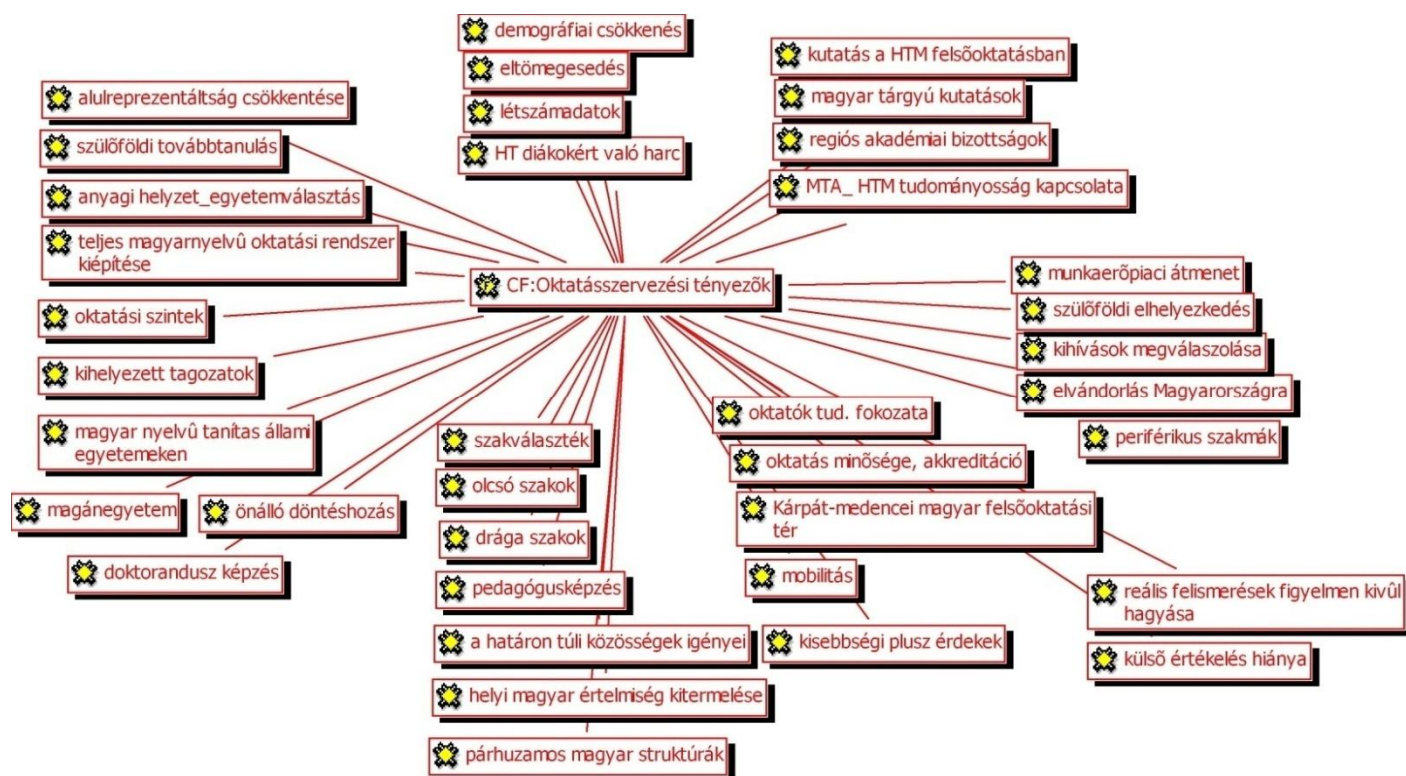 demográfiai csökkenés
eltömegesedés
létszámadatok
HT diákokért való harc
kutatás a HTM felsõoktatásban
magyar tárgyú kutatások
regiós akadémiai bizottságok
MTA_ HTM tudományosság kapcsolata
alulreprezentáltság csökkentése
szülõföldi továbbtanulás
anyagi helyzet_egyetemválasztás
teljes magyarnyelvû oktatási rendszer
kiépítése
CF:Oktatásszervezési tényezõk
munkaerõpiaci átmenet
szülõföldi elhelyezkedés
kihívások megválaszolása
elvándorlás Magyarországra
periférikus szakmák
oktatási szintek
kihelyezett tagozatok
magyar nyelvû tanítas állami
egyetemeken
magánegyetem
önálló döntéshozás
doktorandusz képzés
szakválaszték
olcsó szakok
drága szakok
pedagógusképzés
a határon túli közösségek igényei
helyi magyar értelmiség kitermelése
párhuzamos magyar struktúrák
oktatók tud. fokozata
oktatás minõsége, akkreditáció
Kárpát-medencei magyar felsõoktatási
tér
mobilitás
kisebbségi plusz érdekek
reális felismerések figyelmen kivûl
hagyása
külsõ értékelés hiánya